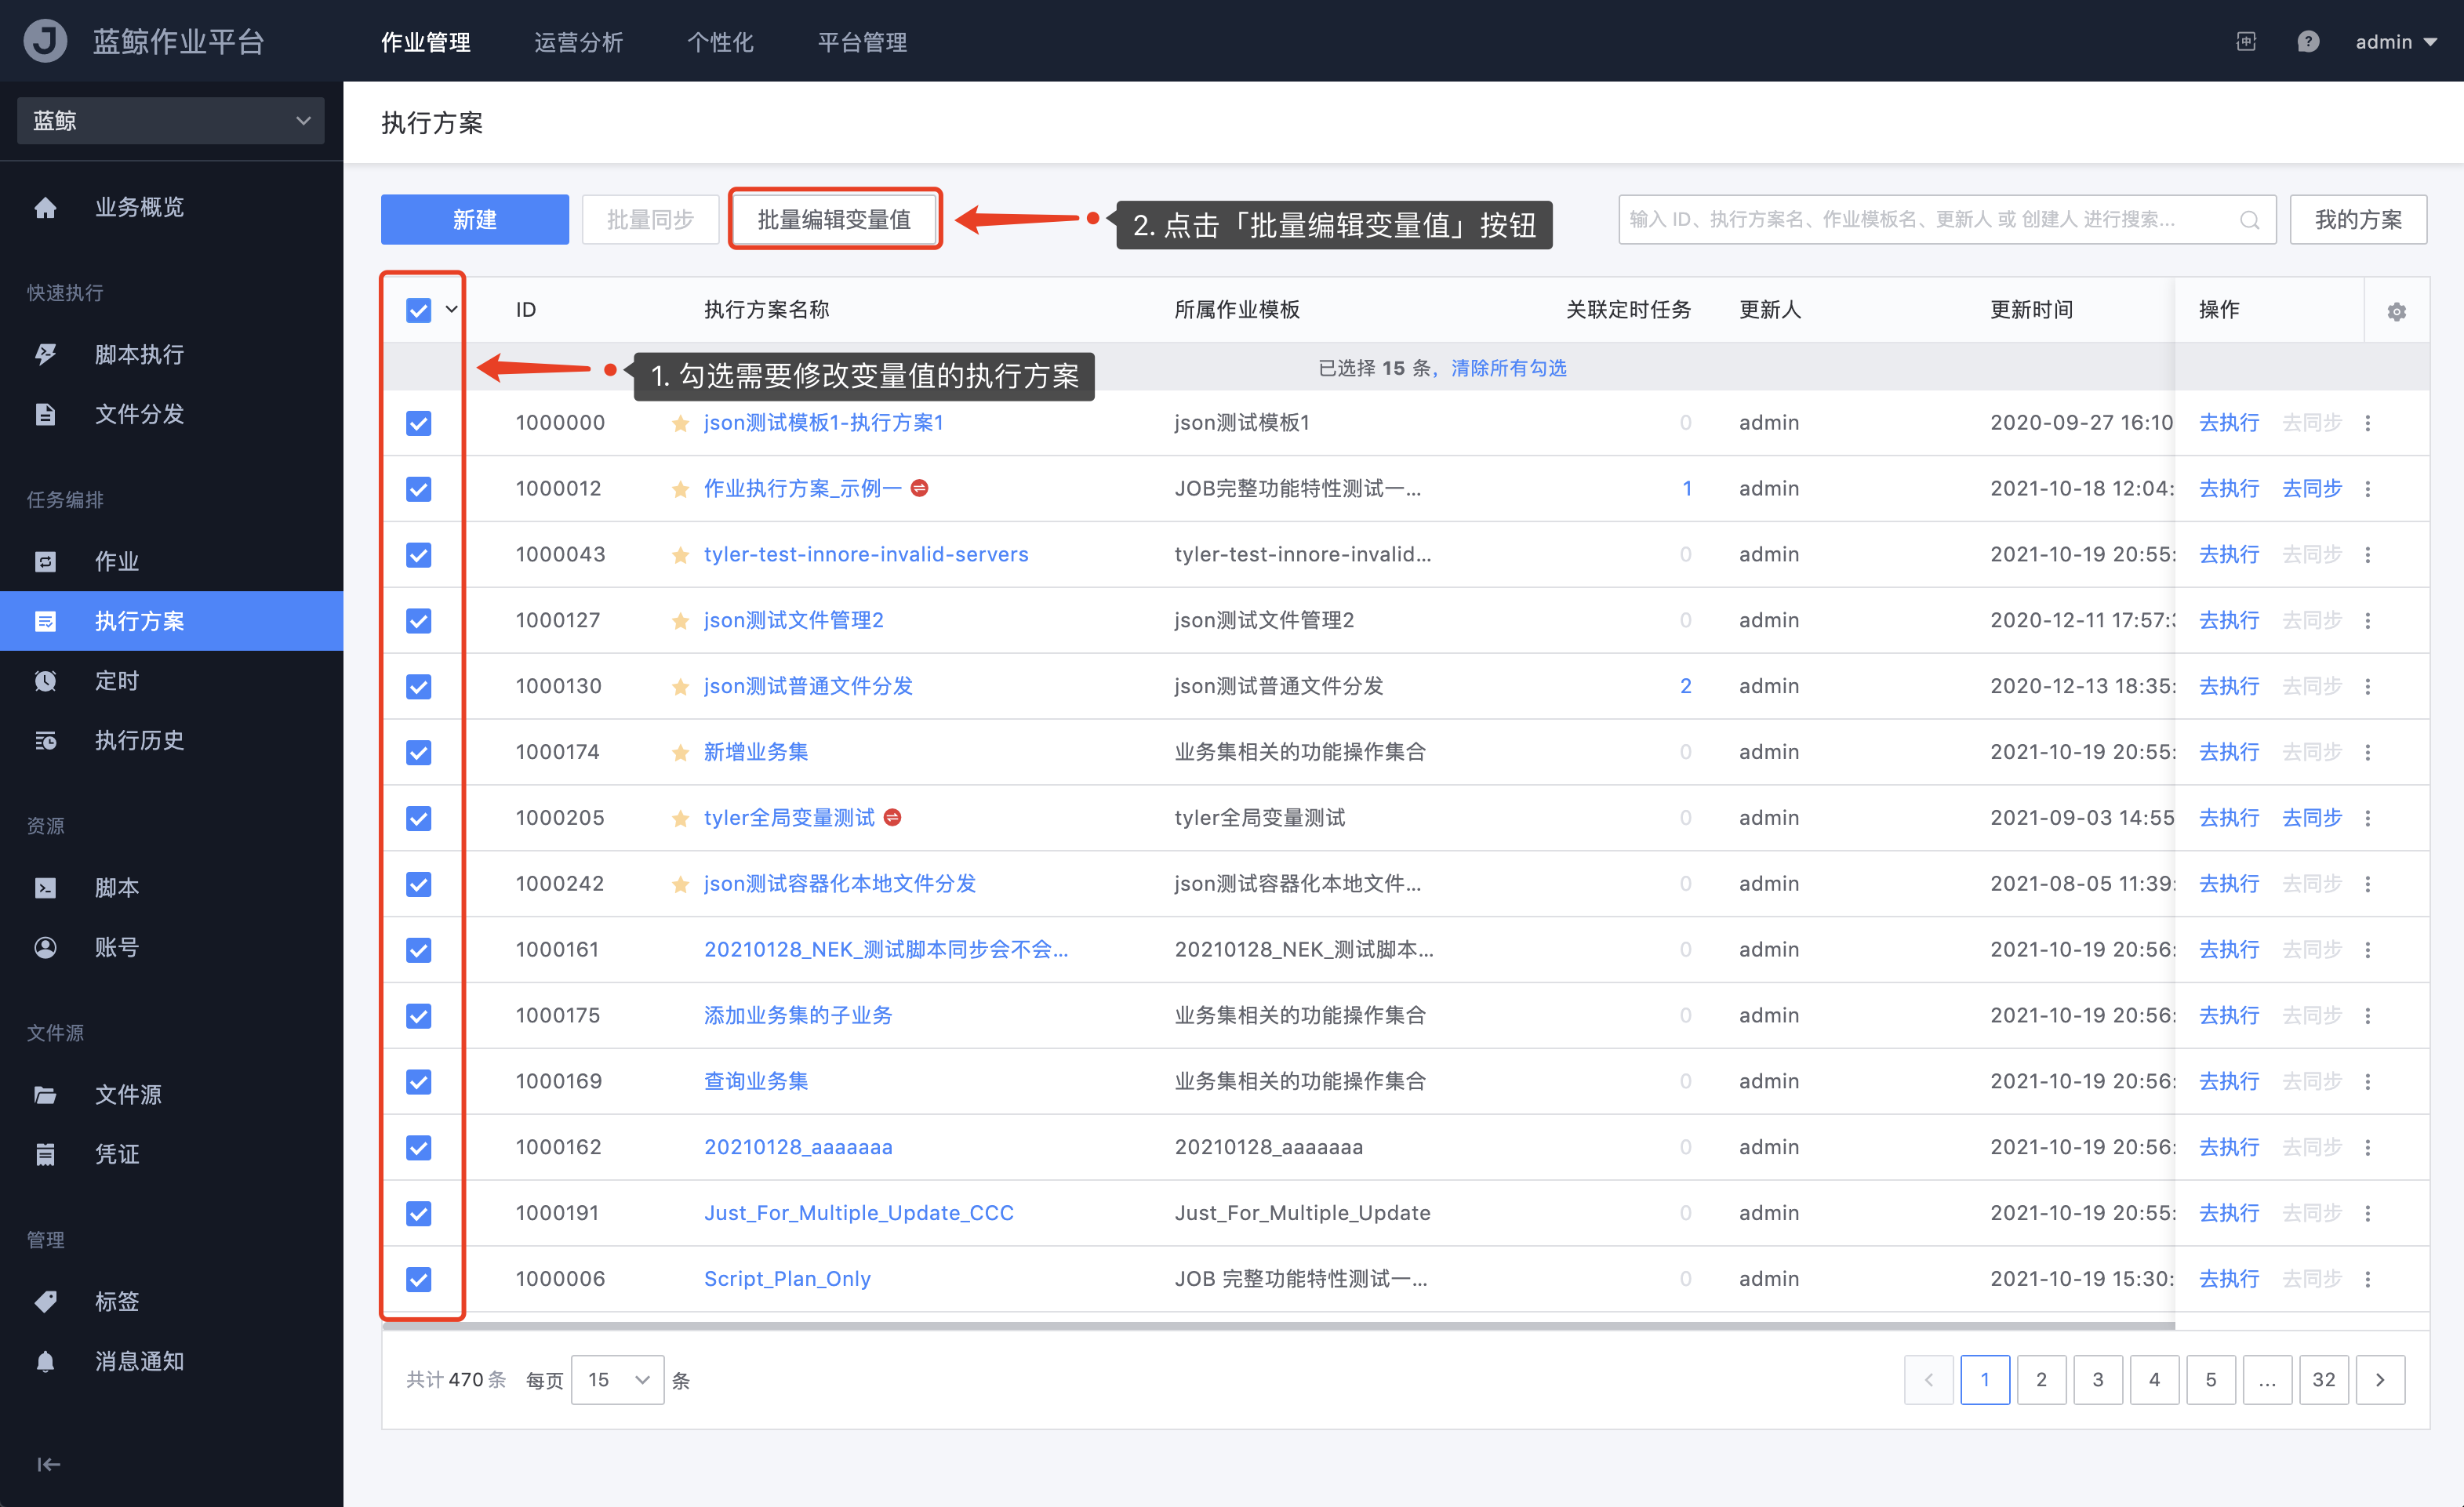 蓝鲸作业平台
作业管理 运营分析 个性化 平台管理
admin
蓝鲸
业务概览
快速执行
脚本执行
文件分发
任务编排
作业
执行方案
定时
执行历史
资源
脚本
账号
文件源
文件源
凭证
管理
标签
消息通知
执行方案
新建 批量同步 批量编辑变量值
2. 点击「批量编辑变量值」按钮
输入 ID、执行方案名、作业模板名、更新人 或 创建人 进行搜索...
我的方案
ID 执行方案名称 所属作业模板 关联定时任务 更新人 更新时间 操作
1. 勾选需要修改变量值的执行方案
已选择 15 条，清除所有勾选
1000000 json测试模板1-执行方案1 json测试模板1 0 admin 2020-09-27 16:10 去执行 去同步
1000012 作业执行方案_示例一 JOB完整功能特性测试一... 1 admin 2021-10-18 12:04: 去执行 去同步
1000043 tyler-test-innore-invalid-servers tyler-test-innore-invalid... 0 admin 2021-10-19 20:55: 去执行 去同步
1000127 json测试文件管理2 json测试文件管理2 0 admin 2020-12-11 17:57: 去执行 去同步
1000130 json测试普通文件分发 json测试普通文件分发 2 admin 2020-12-13 18:35: 去执行 去同步
1000174 新增业务集 业务集相关的功能操作集合 0 admin 2021-10-19 20:55: 去执行 去同步
1000205 tyler全局变量测试 tyler全局变量测试 0 admin 2021-09-03 14:55 去执行 去同步
1000242 json测试容器化本地文件分发 json测试容器化本地文件... 0 admin 2021-08-05 11:39: 去执行 去同步
1000161 20210128_NEK_测试脚本同步会不会... 20210128_NEK_测试脚本... 0 admin 2021-10-19 20:56: 去执行 去同步
1000175 添加业务集的子业务 业务集相关的功能操作集合 0 admin 2021-10-19 20:56: 去执行 去同步
1000169 查询业务集 业务集相关的功能操作集合 0 admin 2021-10-19 20:56: 去执行 去同步
1000162 20210128_aaaaaaa 20210128_aaaaaaa 0 admin 2021-10-19 20:56: 去执行 去同步
1000191 Just_For_Multiple_Update_CCC Just_For_Multiple_Update 0 admin 2021-10-19 20:55: 去执行 去同步
1000006 Script_Plan_Only JOB 完整功能特性测试一... 0 admin 2021-10-19 15:30: 去执行 去同步
共计 470 条 每页 15 条
1 2 3 4 5 ... 32